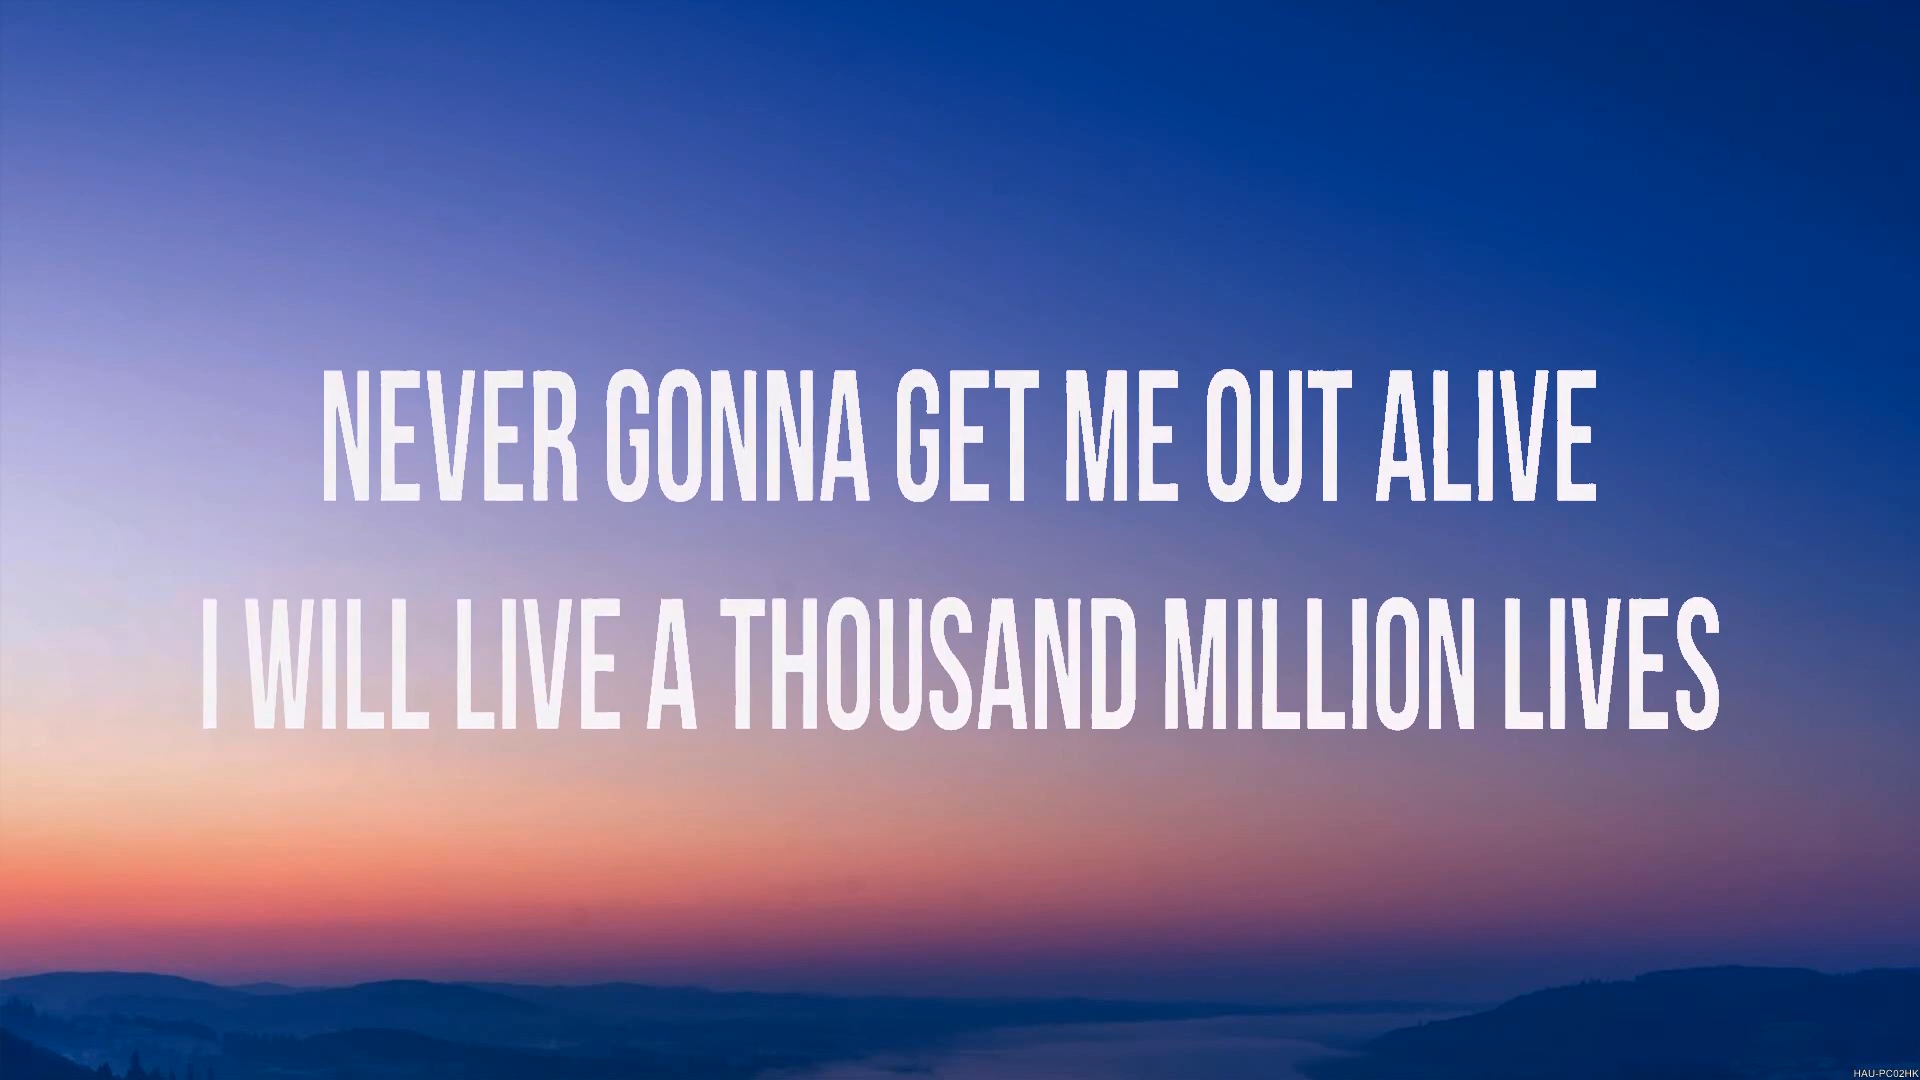 NEVER GONNA GET ME OUT ALIVE
I WILL LIVE A THOUSAND MILLION LIVES
HAU-PC02HK